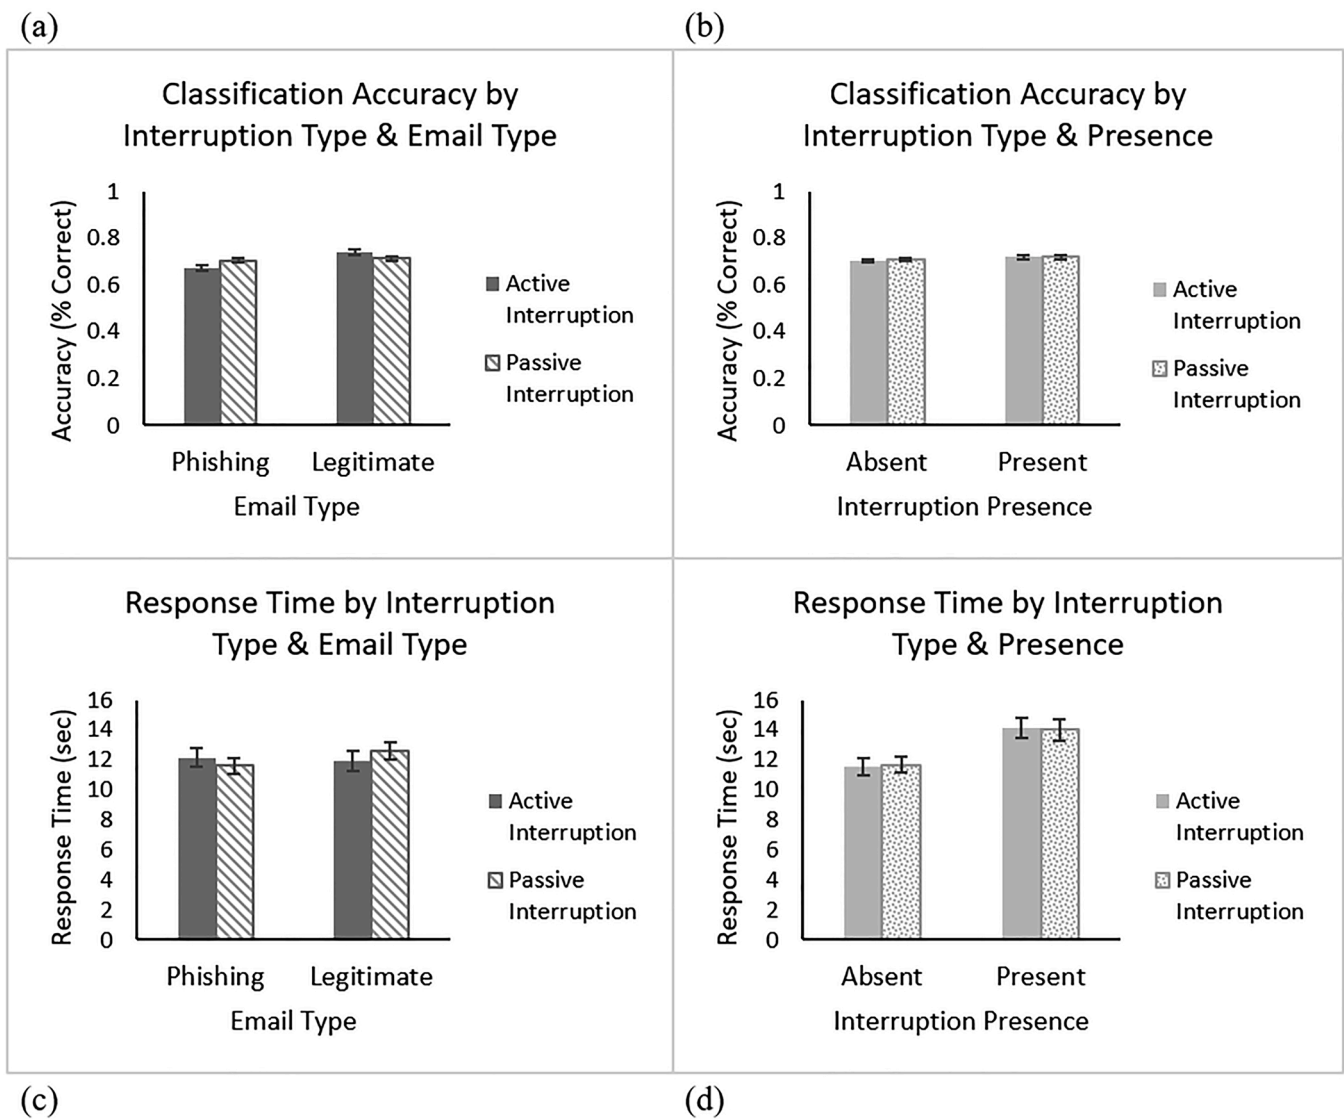 (a)
(b)
Classification Accuracy by
Interruption Type & Email Type
Accuracy (% Correct)
1
0.8
0.6
0.4
0.2
0
Phishing
Legitimate
Email Type
Active
Interruption
Passive
Interruption
Classification Accuracy by
Interruption Type & Presence
Accuracy (% Correct)
1
0.8
0.6
0.4
0.2
0
Absent
Present
Interruption Presence
Active
Interruption
Passive
Interruption
Response Time by Interruption
Type & Email Type
Response Time (sec)
16
14
12
10
8
6
4
2
0
Phishing
Legitimate
Email Type
Active
Interruption
Passive
Interruption
Response Time by Interruption
Type & Presence
Response Time (sec)
16
14
12
10
8
6
4
2
0
Absent
Present
Interruption Presence
Active
Interruption
Passive
Interruption
(c)
(d)